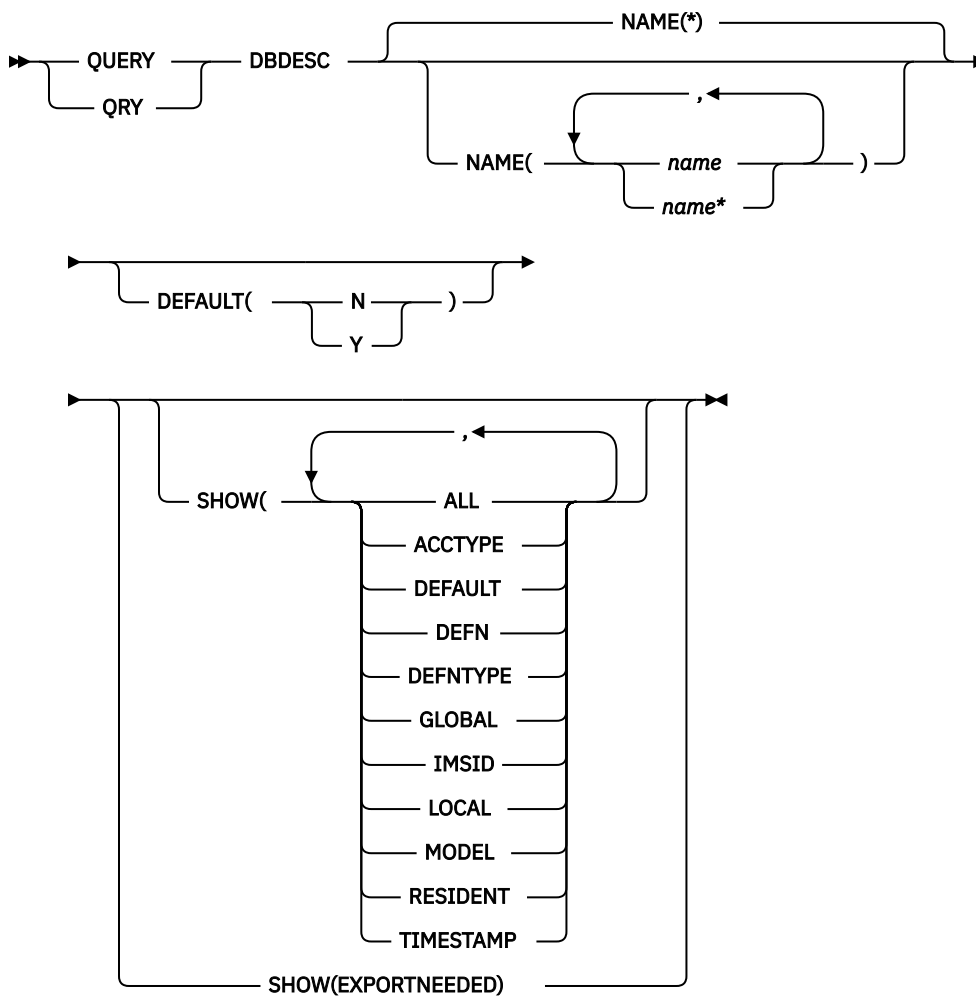 NAME(*)
QUERY DBDESC
QRY
,
NAME( name )
name*
DEFAULT( N )
Y
,
SHOW( ALL
ACCTYPE
DEFAULT
DEFN
DEFNTYPE
GLOBAL
IMSID
LOCAL
MODEL
RESIDENT
TIMESTAMP
SHOW(EXPORTNEEDED)